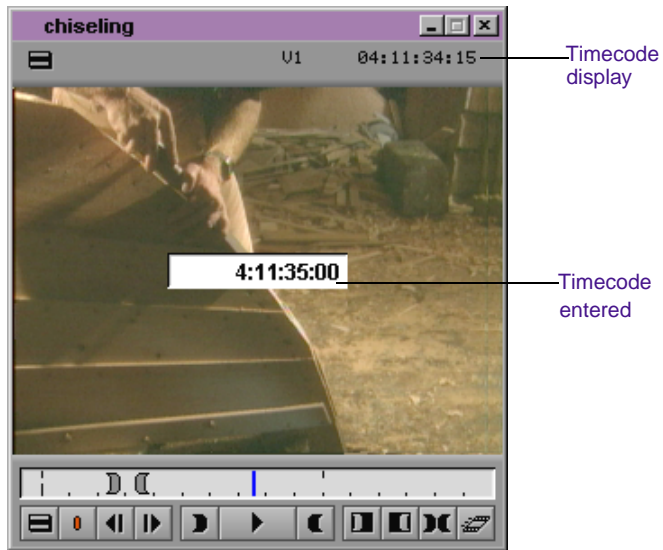 chiseling
V1 04:11:34:15
Timecode
display
4:11:35:00
Timecode
entered